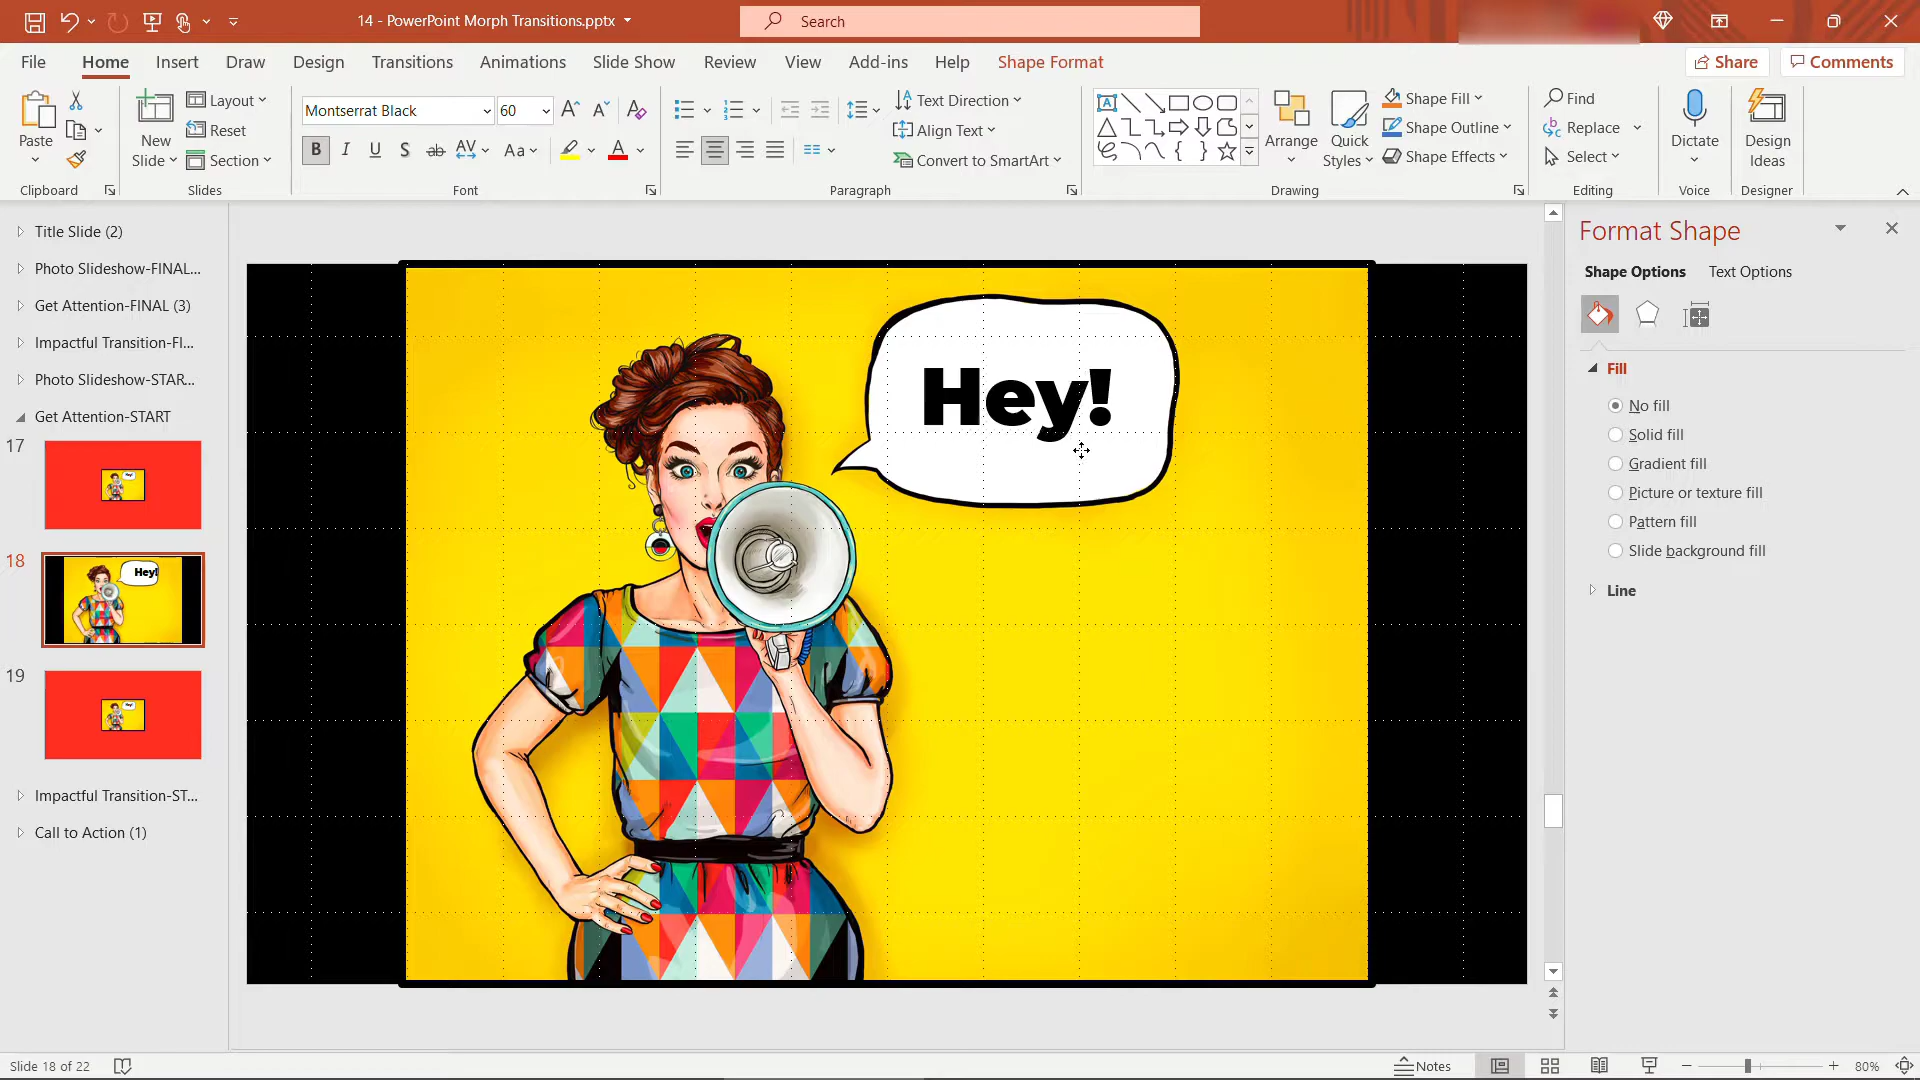 14 - PowerPoint Morph Transitions.pptx
Search
File Home Insert Draw Design Transitions Animations Slide Show Review View Add-ins Help Shape Format
Share Comments
Paste
New Slide
Layout
Reset
Section
Montserrat Black 60
Text Direction
Align Text
Convert to SmartArt
Arrange
Quick Styles
Shape Fill
Shape Outline
Shape Effects
Find
Replace
Select
Dictate
Design Ideas
Clipboard Slides Font Paragraph Drawing Editing Voice Designer
Title Slide (2)
Photo Slideshow-FINAL...
Get Attention-FINAL (3)
Impactful Transition-FI...
Photo Slideshow-STAR...
Get Attention-START
17
Hey!
18
Hey!
19
Hey!
Impactful Transition-ST...
Call to Action (1)
Hey!
Format Shape
Shape Options Text Options
Fill
No fill
Solid fill
Gradient fill
Picture or texture fill
Pattern fill
Slide background fill
Line
Slide 18 of 22
Notes
80%